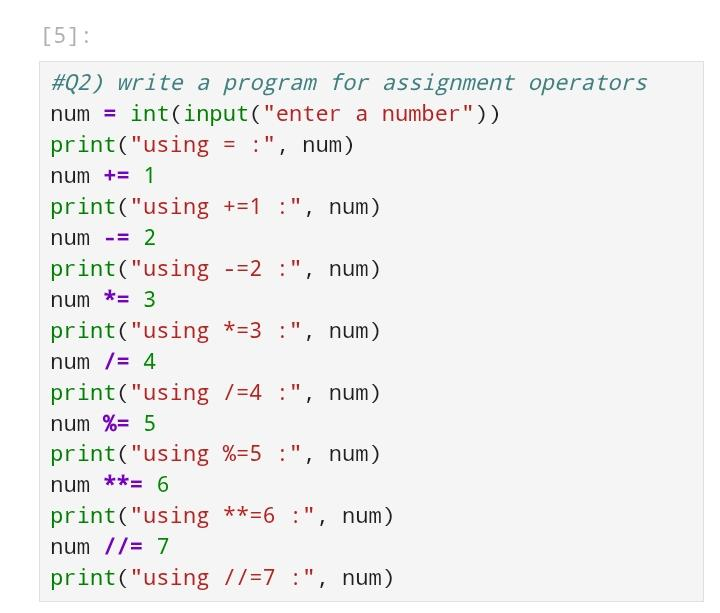 [5]:
#Q2) write a program for assignment operators
num = int(input("enter a number"))
print("using = :", num)
num += 1
print("using +=1 :", num)
num -= 2
print("using -=2 :", num)
num *= 3
print("using *=3 :", num)
num /= 4
print("using /=4 :", num)
num %= 5
print("using %=5 :", num)
num **= 6
print("using **=6 :", num)
num //= 7
print("using //=7 :", num)